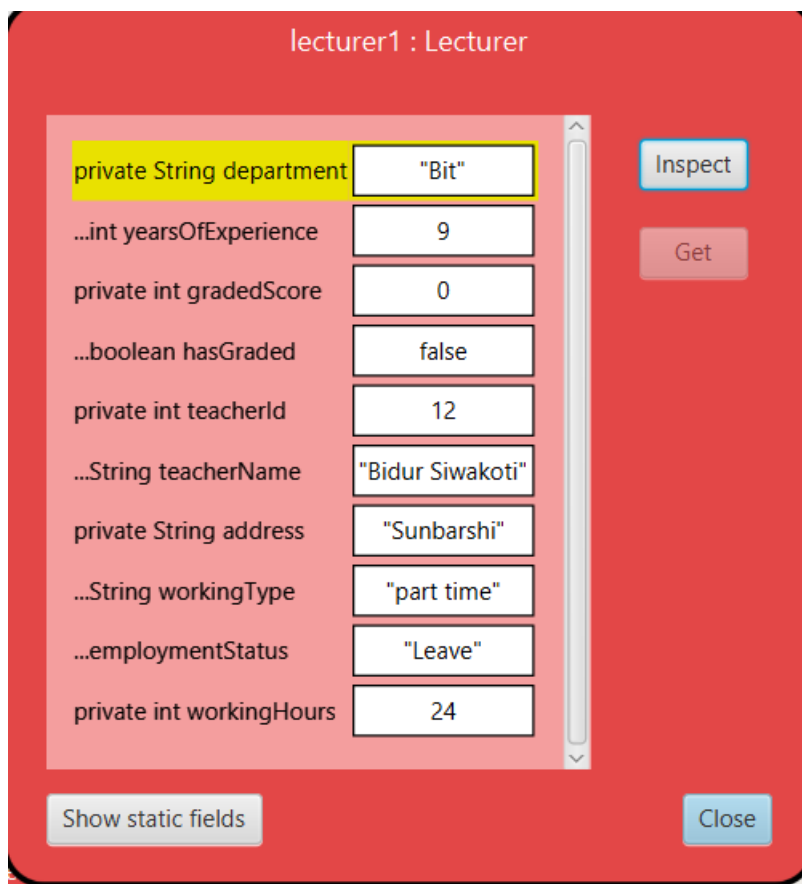 lecturer1 : Lecturer
private String department "Bit"
Inspect
...int yearsOfExperience 9
Get
private int gradedScore 0
...boolean hasGraded false
private int teacherId 12
...String teacherName "Bidur Siwakoti"
private String address "Sunbarshi"
...String workingType "part time"
...employmentStatus "Leave"
private int workingHours 24
Show static fields
Close